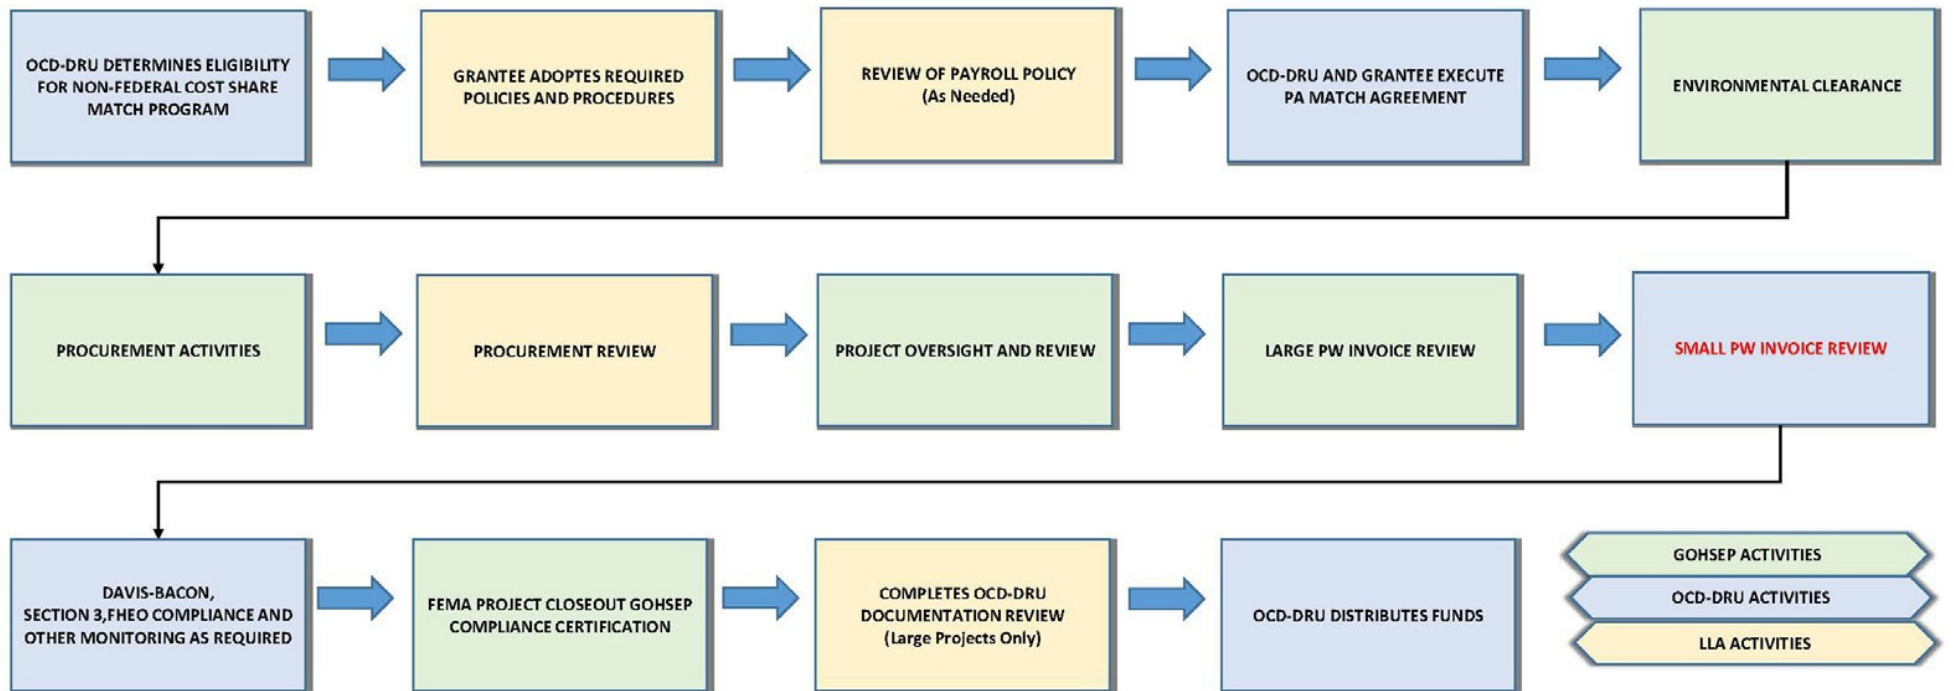 OCD-DRU DETERMINES ELIGIBILITY
FOR NON-FEDERAL COST SHARE
MATCH PROGRAM
GRANTEE ADOPTES REQUIRED
POLICIES AND PROCEDURES
REVIEW OF PAYROLL POLICY
(As Needed)
OCD-DRU AND GRANTEE EXECUTE
PA MATCH AGREEMENT
ENVIRONMENTAL CLEARANCE
PROCUREMENT ACTIVITIES
PROCUREMENT REVIEW
PROJECT OVERSIGHT AND REVIEW
LARGE PW INVOICE REVIEW
SMALL PW INVOICE REVIEW
DAVIS-BACON,
SECTION 3,FHEO COMPLIANCE AND
OTHER MONITORING AS REQUIRED
FEMA PROJECT CLOSEOUT GOHSEP
COMPLIANCE CERTIFICATION
COMPLETES OCD-DRU
DOCUMENTATION REVIEW
(Large Projects Only)
OCD-DRU DISTRIBUTES FUNDS
GOHSEP ACTIVITIES
OCD-DRU ACTIVITIES
LLA ACTIVITIES